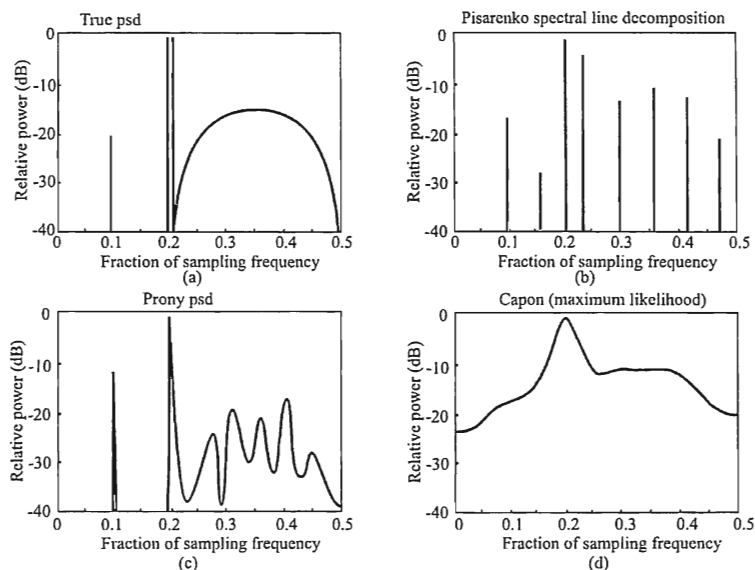 True psd
Relative power (dB)
0
-10
-20
-30
-40
0 0.1 0.2 0.3 0.4 0.5
Fraction of sampling frequency
(a)
Pisarenko spectral line decomposition
Relative power (dB)
0
-10
-20
-30
-40
0 0.1 0.2 0.3 0.4 0.5
Fraction of sampling frequency
(b)
Prony psd
Relative power (dB)
0
-10
-20
-30
-40
0 0.1 0.2 0.3 0.4 0.5
Fraction of sampling frequency
(c)
Capon (maximum likelihood)
Relative power (dB)
0
-10
-20
-30
-40
0 0.1 0.2 0.3 0.4 0.5
Fraction of sampling frequency
(d)